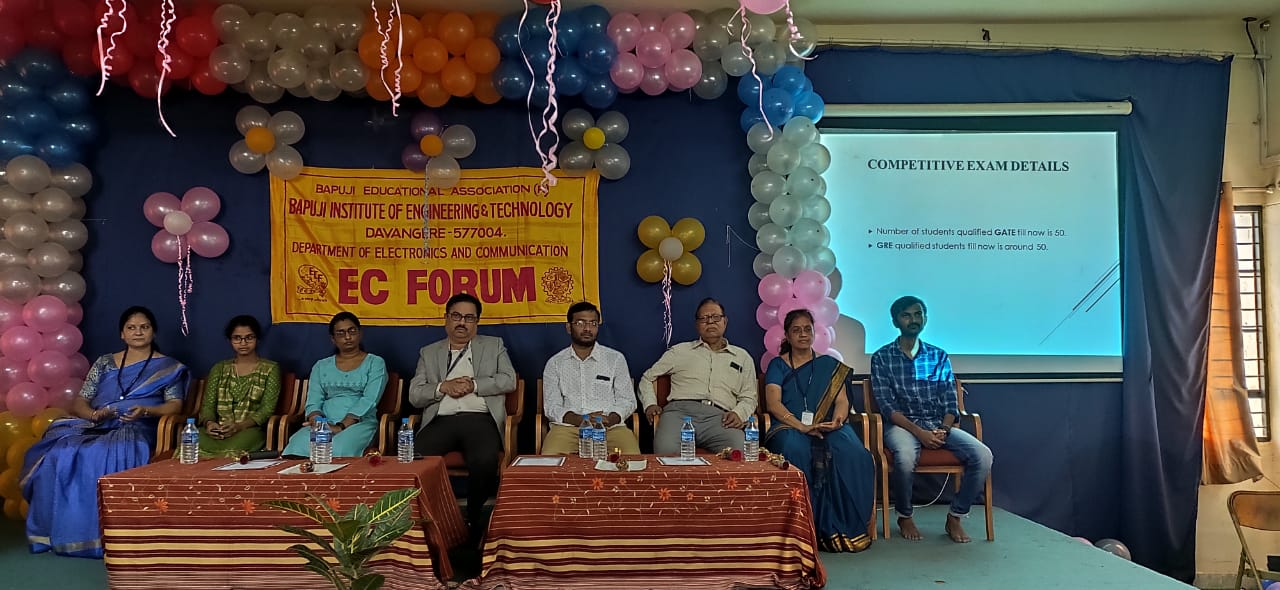 BAPUJI EDUCATIONAL ASSOCIATION (R)
BAPUJI INSTITUTE OF ENGINEERING & TECHNOLOGY
DAVANGERE-577004.
DEPARTMENT OF ELECTRONICS AND COMMUNICATION
EC FORUM
COMPETITIVE EXAM DETAILS
Number of students qualified GATE till now is 50.
GRE qualified students till now is around 50.